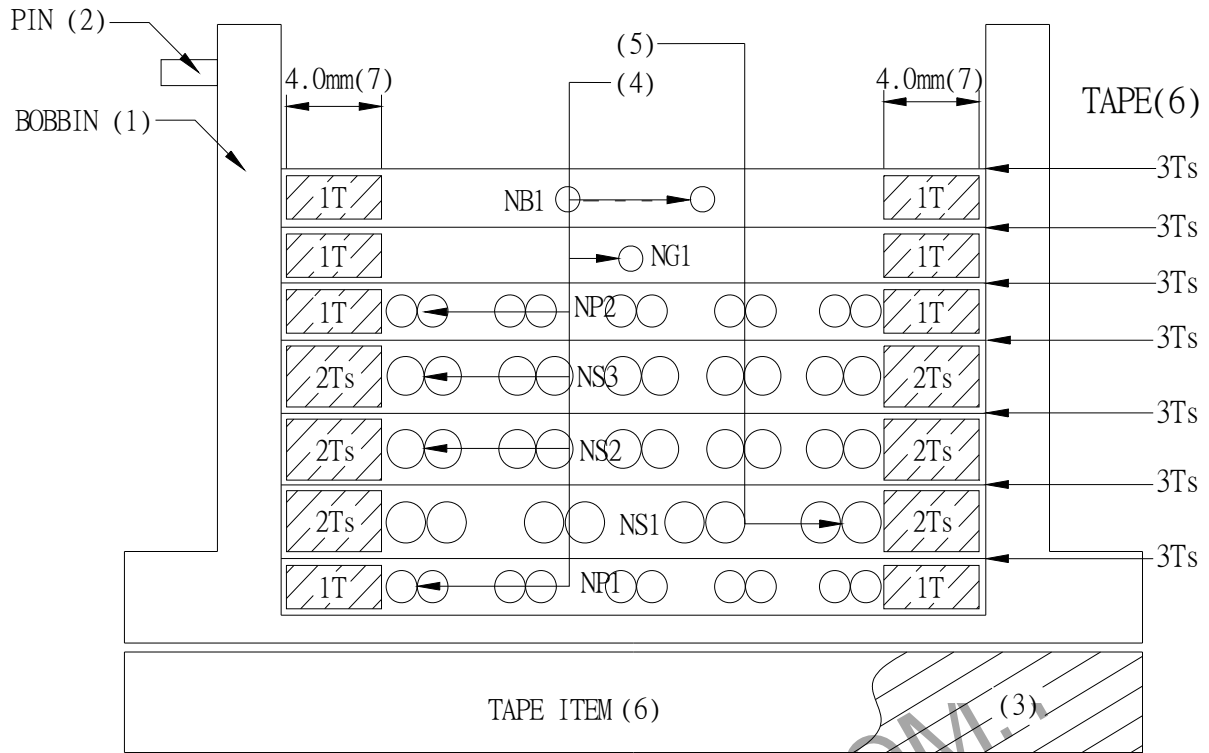 PIN (2)
(5)
4.0mm(7)
(4)
4.0mm(7)
TAPE(6)
BOBBIN (1)
3Ts
1T NB1 1T
3Ts
1T NG1 1T
3Ts
1T NP2 1T
3Ts
2Ts NS3 2Ts
3Ts
2Ts NS2 2Ts
3Ts
2Ts NS1 2Ts
3Ts
1T NP1 1T
TAPE ITEM (6) (3)